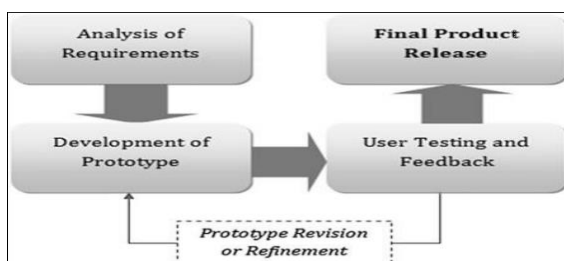 Analysis of
Requirements
Final Product
Release
Development of
Prototype
User Testing and
Feedback
Prototype Revision
or Refinement